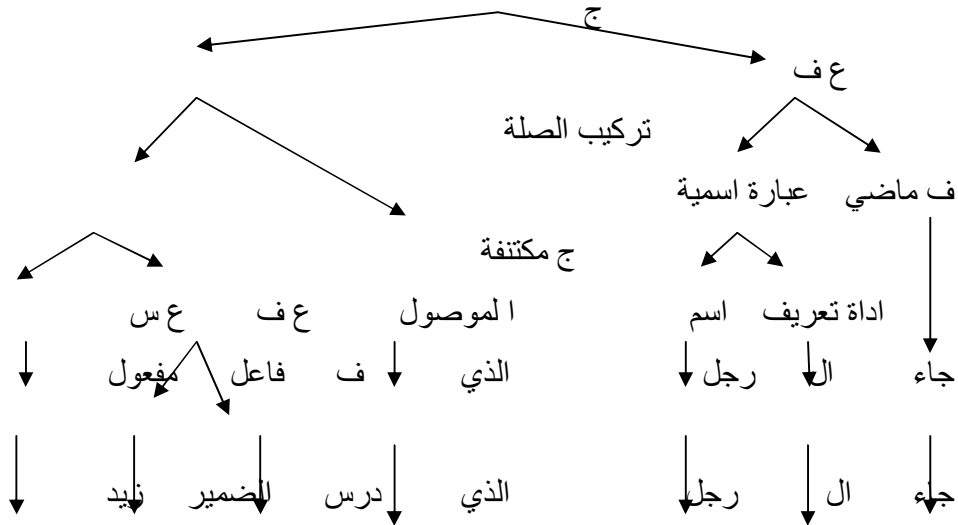 ج
ع ف
تركيب الصلة
ف ماضي عبارة اسمية
ج مكتنفة
اداة تعريف اسم ا لموصول ع ف ع س
جاء ال رجل الذي ف فاعل مفعول
جاء ال رجل الذي درس الضمير زيد